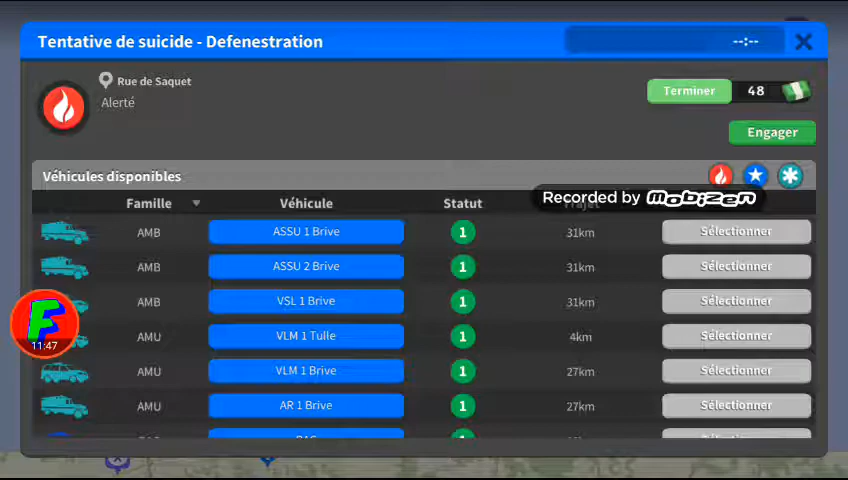 Tentative de suicide - Defenestration
--:--
Rue de Saquet
Alerté
Terminer 48
Engager
Véhicules disponibles
Recorded by mobizen
Famille Véhicule Statut Trajet
AMB ASSU 1 Brive 1 31km Sélectionner
AMB ASSU 2 Brive 1 31km Sélectionner
AMB VSL 1 Brive 1 31km Sélectionner
F
11:47
AMU VLM 1 Tulle 1 4km Sélectionner
AMU VLM 1 Brive 1 27km Sélectionner
AMU AR 1 Brive 1 27km Sélectionner